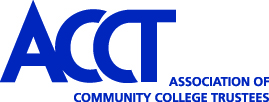 ACCT
ASSOCIATION OF
COMMUNITY COLLEGE TRUSTEES